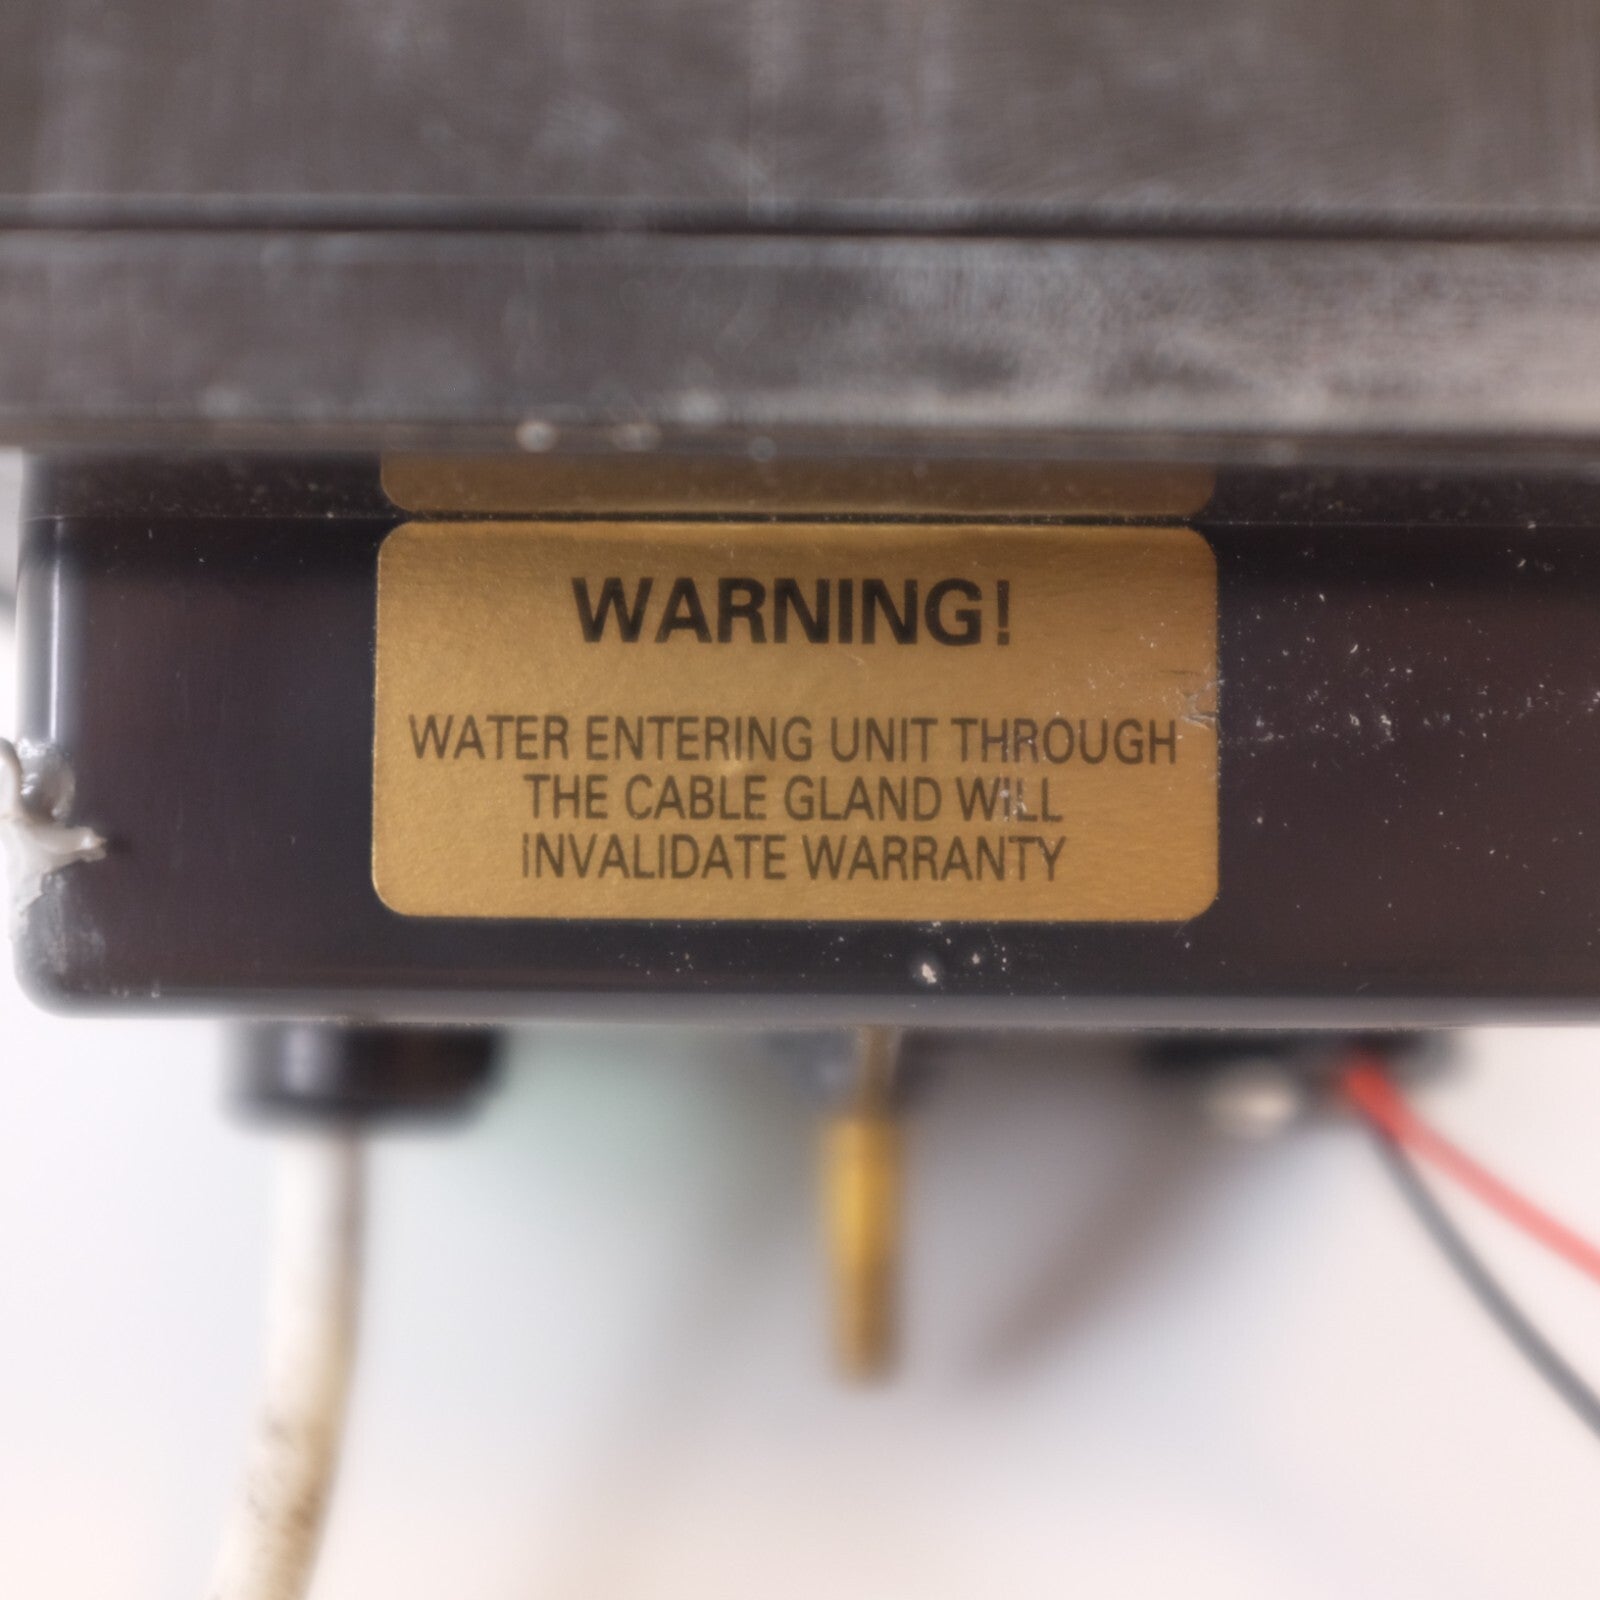 WARNING!
WATER ENTERING UNIT THROUGH
THE CABLE GLAND WILL
INVALIDATE WARRANTY